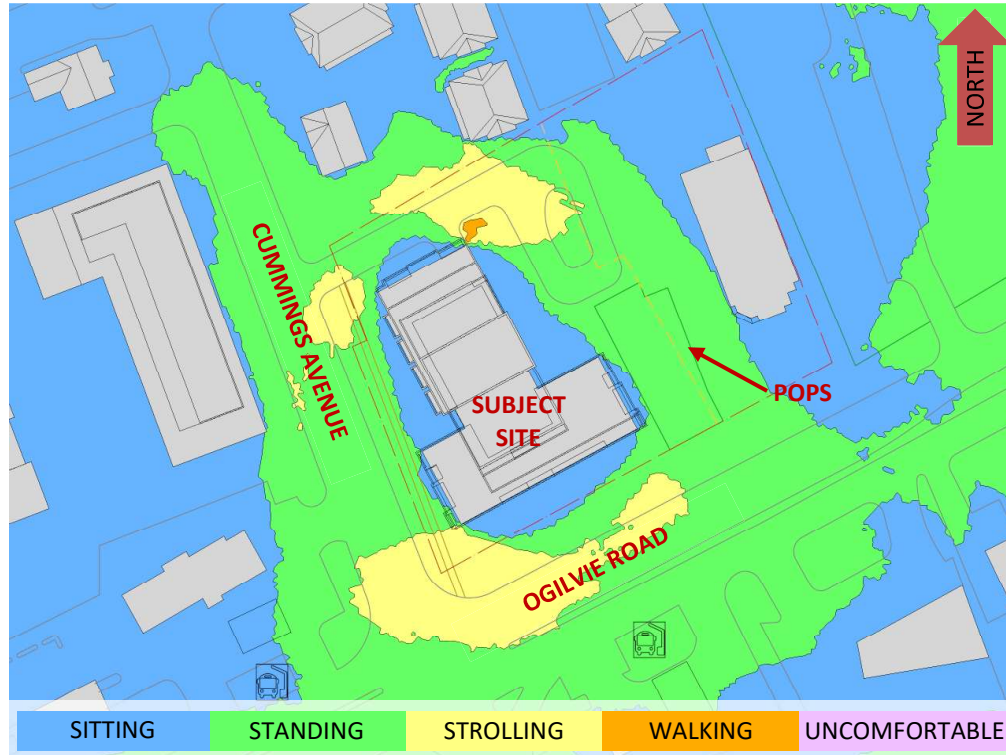 NORTH
CUMMINGS AVENUE
SUBJECT
SITE
POPS
OGILVIE ROAD
SITTING
STANDING
STROLLING
WALKING
UNCOMFORTABLE